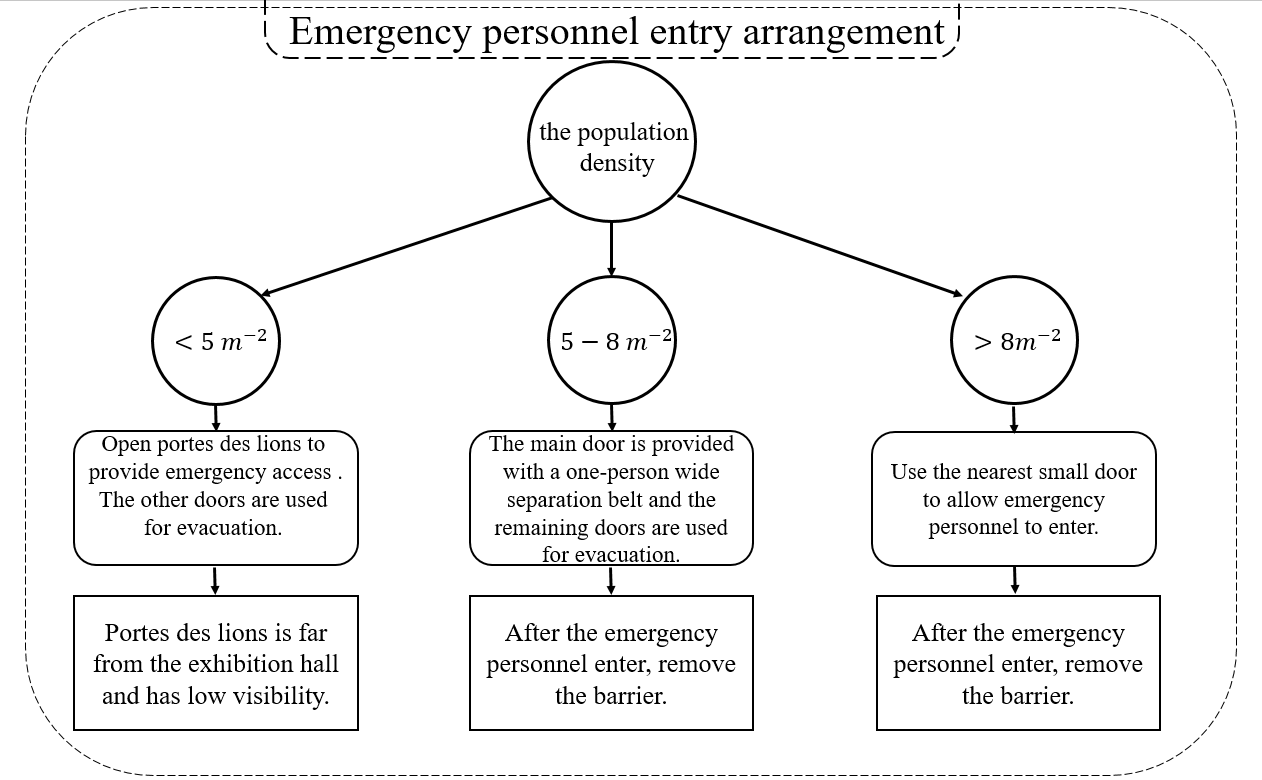 Emergency personnel entry arrangement
the population
density
< 5 m⁻²
5 − 8 m⁻²
> 8m⁻²
Open portes des lions to
provide emergency access .
The other doors are used
for evacuation.
The main door is provided
with a one-person wide
separation belt and the
remaining doors are used
for evacuation.
Use the nearest small door
to allow emergency
personnel to enter.
Portes des lions is far
from the exhibition hall
and has low visibility.
After the emergency
personnel enter, remove
the barrier.
After the emergency
personnel enter, remove
the barrier.